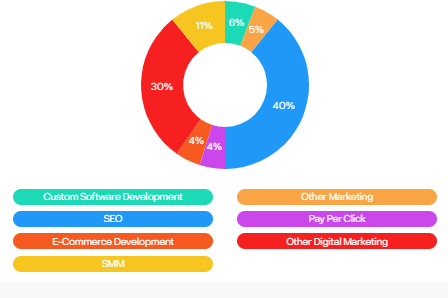 11%
6%
5%
30%
40%
4%
4%
Custom Software Development
Other Marketing
SEO
Pay Per Click
E-Commerce Development
Other Digital Marketing
SMM